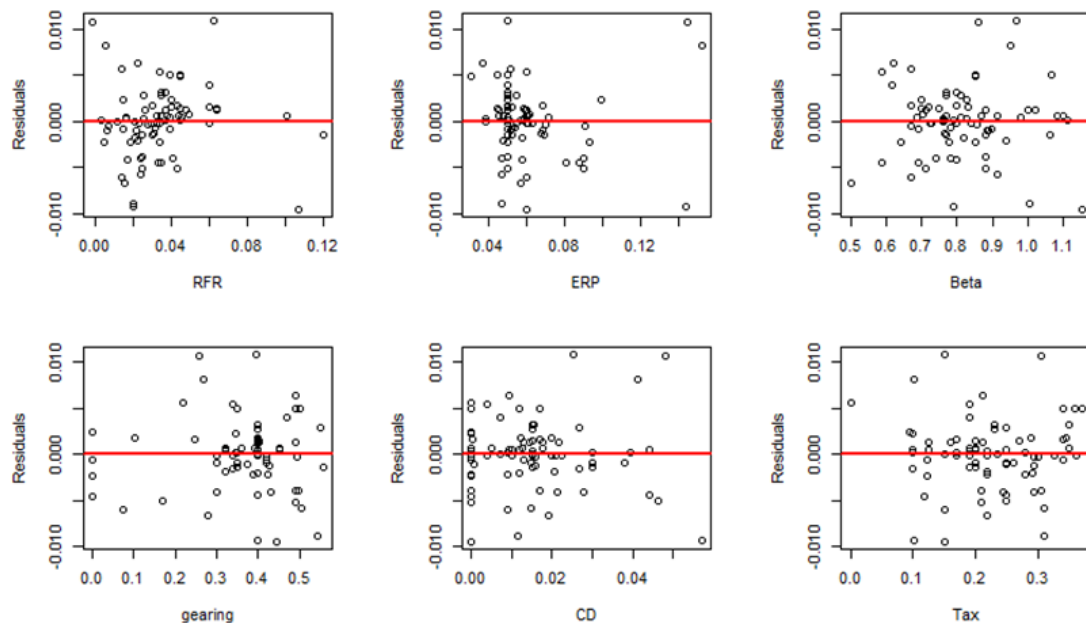 Residuals
-0.010 0.000 0.010
0.00 0.04 0.08 0.12
RFR
Residuals
-0.010 0.000 0.010
0.04 0.08 0.12
ERP
Residuals
-0.010 0.000 0.010
0.5 0.6 0.7 0.8 0.9 1.0 1.1
Beta
Residuals
-0.010 0.000 0.010
0.0 0.1 0.2 0.3 0.4 0.5
gearing
Residuals
-0.010 0.000 0.010
0.00 0.02 0.04
CD
Residuals
-0.010 0.000 0.010
0.0 0.1 0.2 0.3
Tax